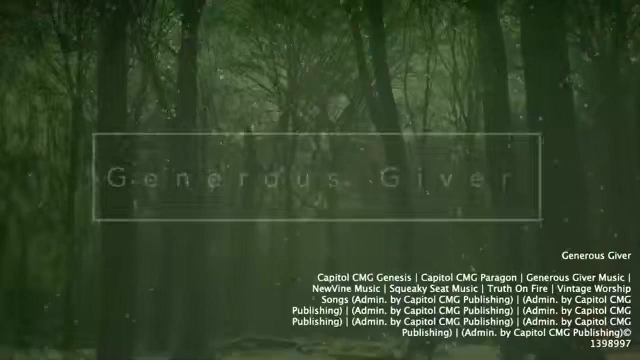 Generous Giver
Generous Giver
Capitol CMG Genesis | Capitol CMG Paragon | Generous Giver Music |
NewVine Music | Squeaky Seat Music | Truth On Fire | Vintage Worship
Songs (Admin. by Capitol CMG Publishing) | (Admin. by Capitol CMG
Publishing) | (Admin. by Capitol CMG Publishing) | (Admin. by Capitol CMG
Publishing) | (Admin. by Capitol CMG Publishing) | (Admin. by Capitol CMG
Publishing) | (Admin. by Capitol CMG Publishing)©
1398997